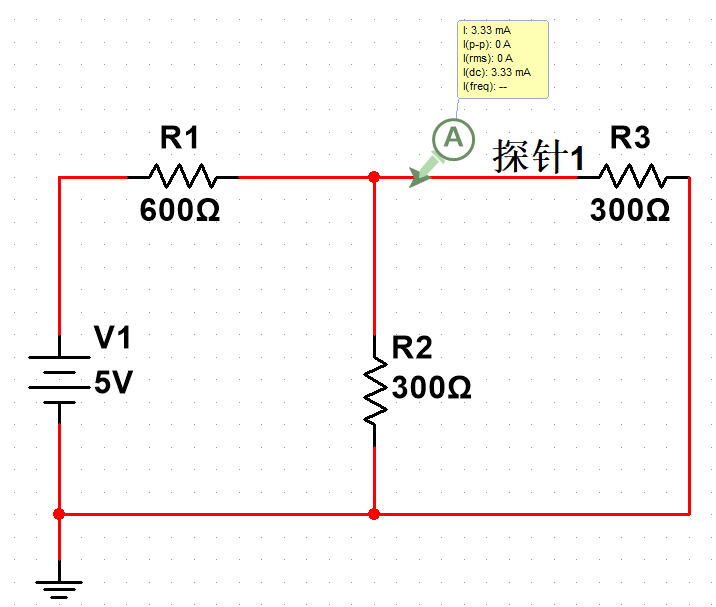 I: 3.33 mA
I(p-p): 0 A
I(rms): 0 A
I(dc): 3.33 mA
I(freq): --
A
R1
探针1
R3
600Ω
300Ω
V1
5V
R2
300Ω